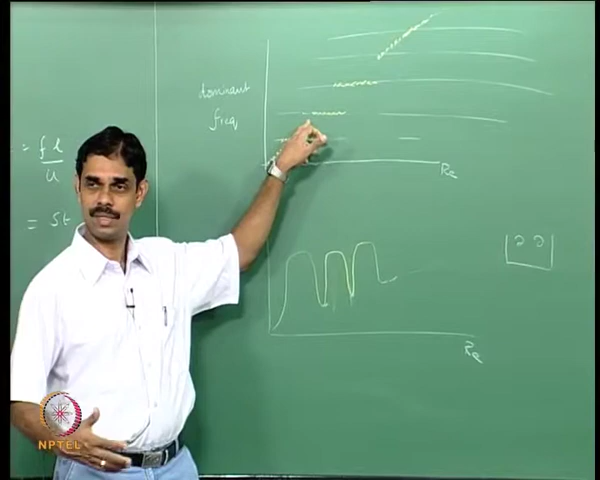 dominant
freq
Re
= fl
u
= St
Re
NPTEL